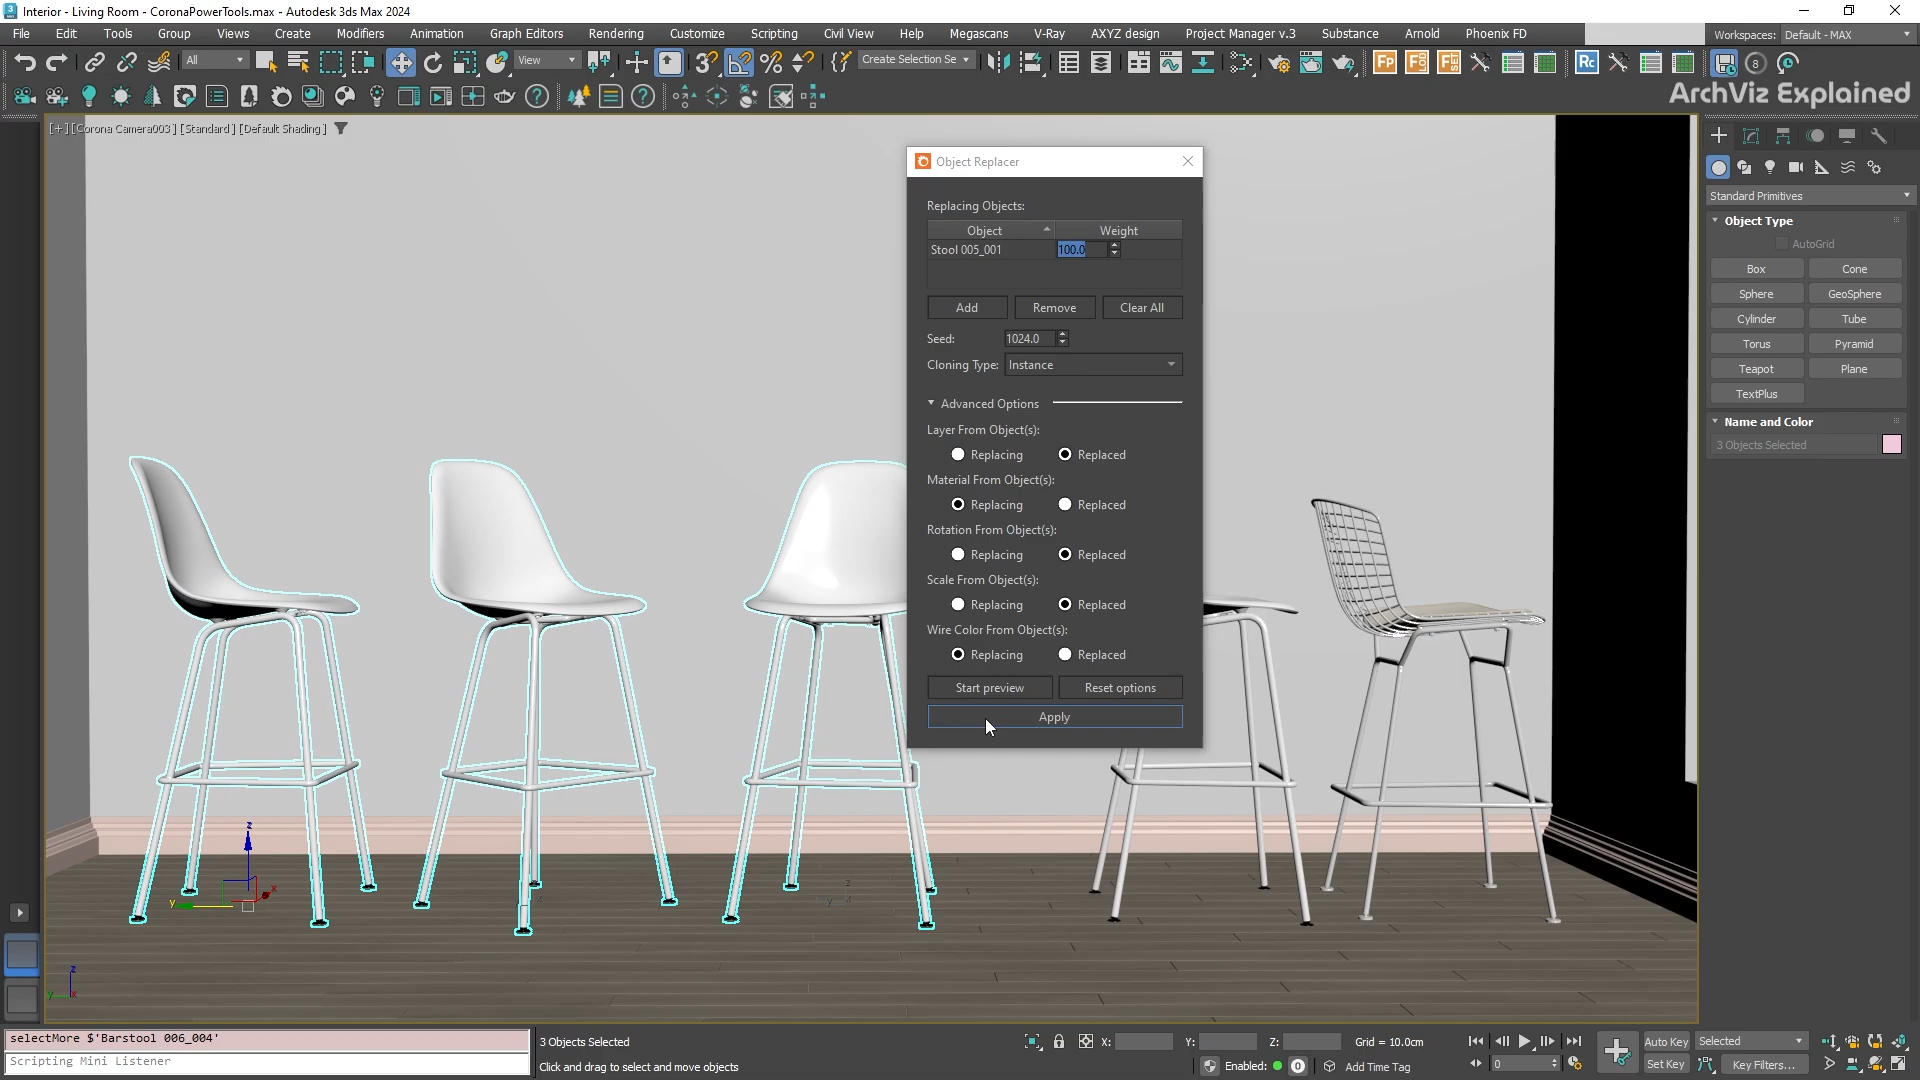 Interior - Living Room - CoronaPowerTools.max - Autodesk 3ds Max 2024
File Edit Tools Group Views Create Modifiers Animation Graph Editors Rendering Customize Scripting Civil View Help Megascans V-Ray AXYZ design Project Manager v.3 Substance Arnold Phoenix FD
Workspaces: Default - MAX
All View Create Selection Se
8
ArchViz Explained
[+] [Corona Camera003] [Standard] [Default Shading]
Object Replacer
Replacing Objects:
Object Weight
Stool 005_001 100.0
Add Remove Clear All
Seed: 1024.0
Cloning Type: Instance
Advanced Options
Layer From Object(s):
Replacing Replaced
Material From Object(s):
Replacing Replaced
Rotation From Object(s):
Replacing Replaced
Scale From Object(s):
Replacing Replaced
Wire Color From Object(s):
Replacing Replaced
Start preview Reset options
Apply
Standard Primitives
Object Type
AutoGrid
Box Cone
Sphere GeoSphere
Cylinder Tube
Torus Pyramid
Teapot Plane
TextPlus
Name and Color
3 Objects Selected
z
x
y
z
y x
selectMore $'Barstool 006_004'
Scripting Mini Listener
3 Objects Selected
Click and drag to select and move objects
X: Y: Z: Grid = 10.0cm
Enabled: 0 Add Time Tag
0
Auto Key Selected
Set Key Key Filters...